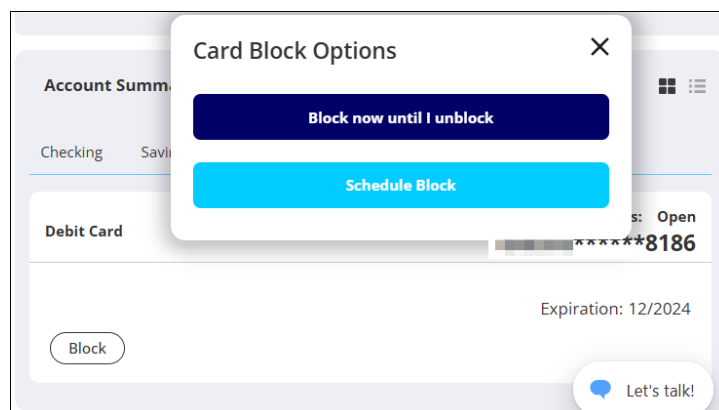 Card Block Options
Account Summ
Block now until I unblock
Checking Savi
Schedule Block
s: Open
Debit Card
******8186
Expiration: 12/2024
Block
Let's talk!